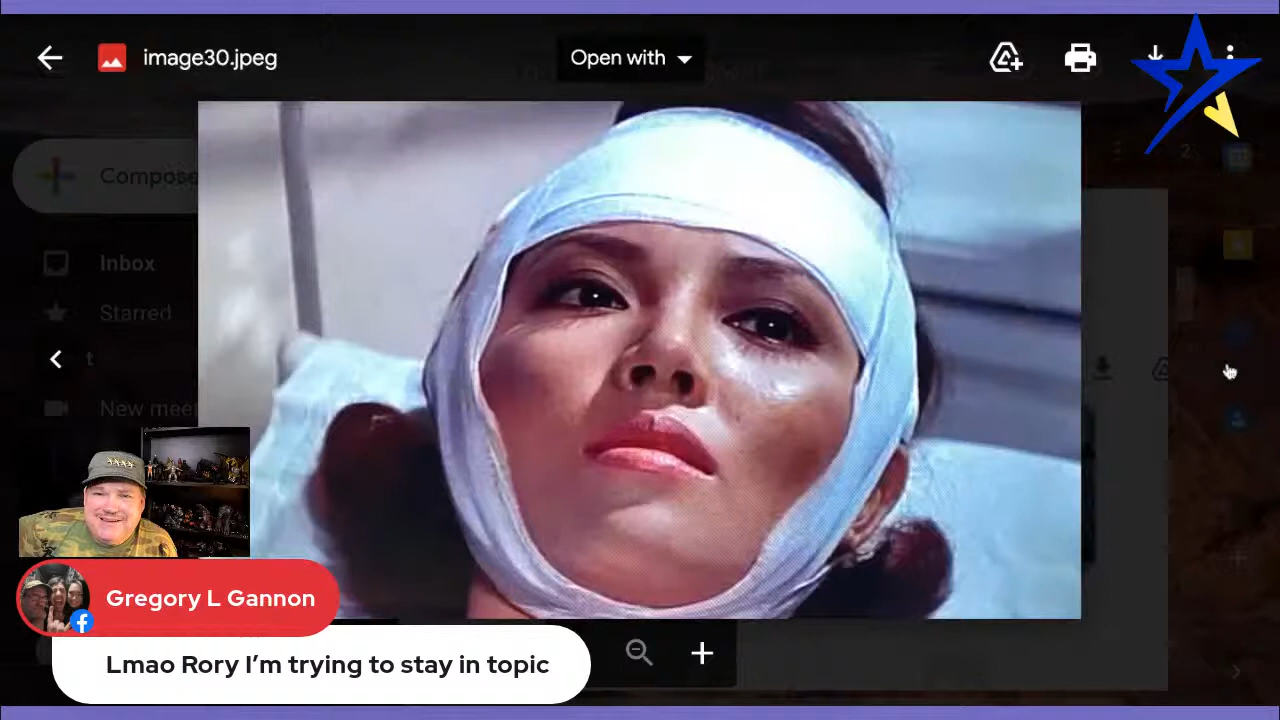 image30.jpeg
Open with
Compose
Inbox
Starred
t
New meet
Gregory L Gannon
Lmao Rory I’m trying to stay in topic